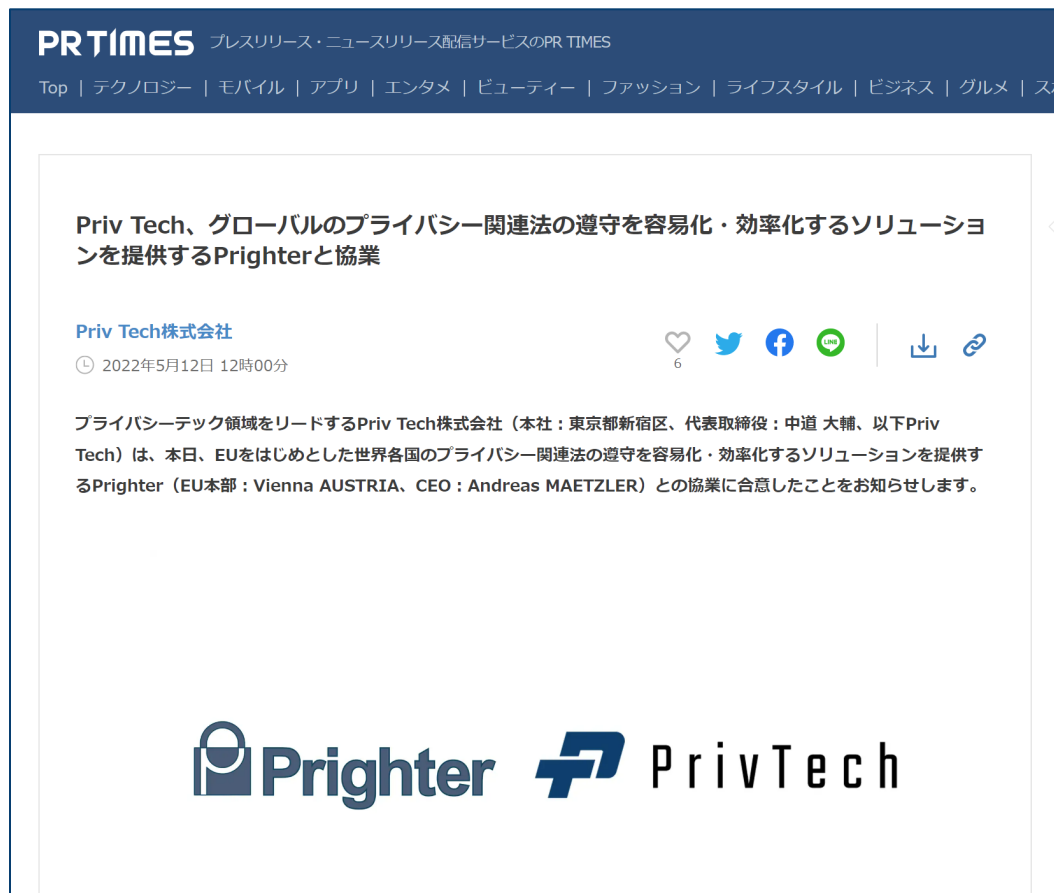 PR TIMES プレスリリース・ニュースリリース配信サービスのPR TIMES
Top | テクノロジー | モバイル | アプリ | エンタメ | ビューティー | ファッション | ライフスタイル | ビジネス | グルメ | ス
Priv Tech、グローバルのプライバシー関連法の遵守を容易化・効率化するソリューショ
ンを提供するPrighterと協業
Priv Tech株式会社
6
LINE
2022年5月12日 12時00分
プライバシーテック領域をリードするPriv Tech株式会社（本社：東京都新宿区、代表取締役：中道 大輔、以下Priv
Tech）は、本日、EUをはじめとした世界各国のプライバシー関連法の遵守を容易化・効率化するソリューションを提供す
るPrighter（EU本部：Vienna AUSTRIA、CEO：Andreas MAETZLER）との協業に合意したことをお知らせします。
Prighter PrivTech